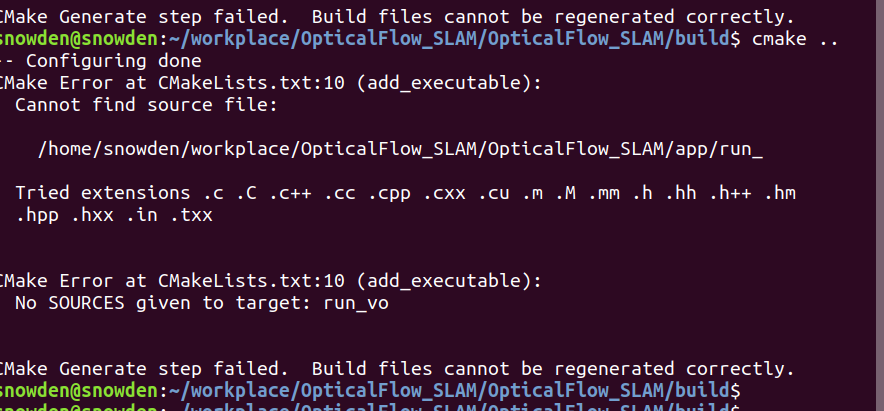 CMake Generate step failed.  Build files cannot be regenerated correctly.
snowden@snowden:~/workplace/OpticalFlow_SLAM/OpticalFlow_SLAM/build$ cmake ..
-- Configuring done
CMake Error at CMakeLists.txt:10 (add_executable):
  Cannot find source file:
    /home/snowden/workplace/OpticalFlow_SLAM/OpticalFlow_SLAM/app/run_
  Tried extensions .c .C .c++ .cc .cpp .cxx .cu .m .M .mm .h .hh .h++ .hm
  .hpp .hxx .in .txx
CMake Error at CMakeLists.txt:10 (add_executable):
  No SOURCES given to target: run_vo
CMake Generate step failed.  Build files cannot be regenerated correctly.
snowden@snowden:~/workplace/OpticalFlow_SLAM/OpticalFlow_SLAM/build$
snowden@snowden:~/workplace/OpticalFlow_SLAM/OpticalFlow_SLAM/build$